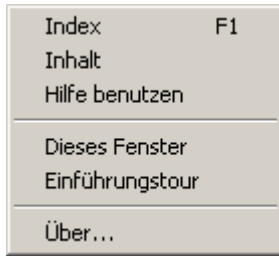 Index F1
Inhalt
Hilfe benutzen
Dieses Fenster
Einführungstour
Über...